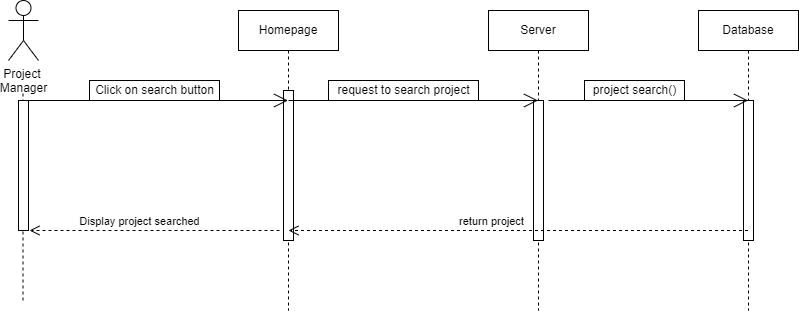 Homepage
Server
Database
Project
Manager
Click on search button
request to search project
project search()
Display project searched
return project